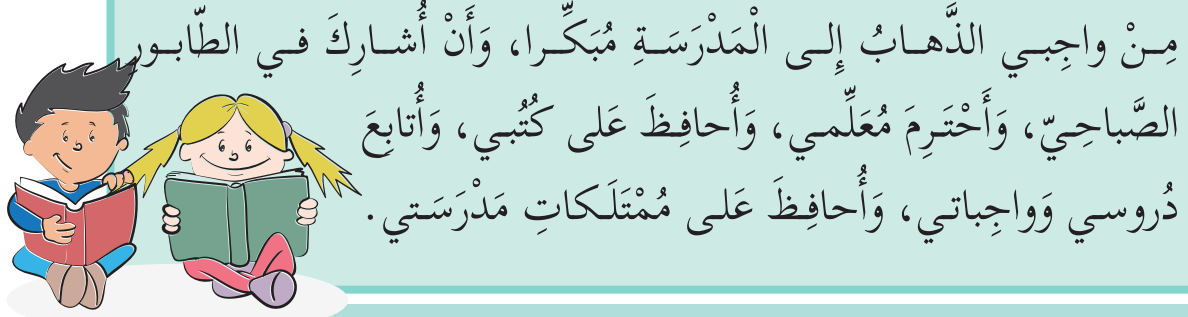 مِنْ واجِبي الذَّهابُ إِلى الْمَدْرَسَةِ مُبَكِّرا، وَأَنْ أُشارِكَ في الطّابور
الصَّباحِيّ، وَأَحْتَرِمَ مُعَلِّمي، وَأُحافِظَ عَلى كُتُبي، وَأُتابِعَ
دُروسي وَواجِباتي، وَأُحافِظَ عَلى مُمْتَلَكاتِ مَدْرَسَتي.